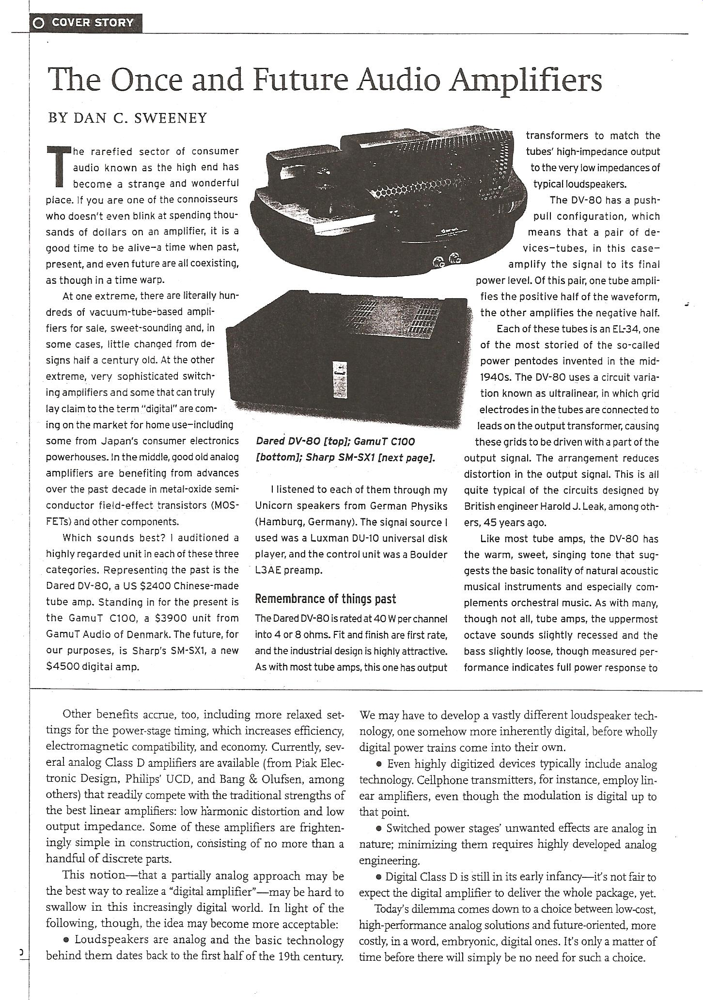 COVER STORY
The Once and Future Audio Amplifiers
BY DAN C. SWEENEY
The rarefied sector of consumer
audio known as the high end has
become a strange and wonderful
place. If you are one of the connoisseurs
who doesn't even blink at spending thou-
sands of dollars on an amplifier, it is a
good time to be alive–a time when past,
present, and even future are all coexisting,
as though in a time warp.
At one extreme, there are literally hun-
dreds of vacuum-tube-based ampli-
fiers for sale, sweet-sounding and, in
some cases, little changed from de-
signs half a century old. At the other
extreme, very sophisticated switch-
ing amplifiers and some that can truly
lay claim to the term "digital" are com-
ing on the market for home use–including
some from Japan's consumer electronics
powerhouses. In the middle, good old analog
amplifiers are benefiting from advances
over the past decade in metal-oxide semi-
conductor field-effect transistors (MOS-
FETs) and other components.
Which sounds best? I auditioned a
highly regarded unit in each of these three
categories. Representing the past is the
Dared DV-80, a US $2400 Chinese-made
tube amp. Standing in for the present is
the GamuT C100, a $3900 unit from
GamuT Audio of Denmark. The future, for
our purposes, is Sharp's SM-SX1, a new
$4500 digital amp.
Dared DV-80 [top]; GamuT C100
[bottom]; Sharp SM-SX1 [next page].
I listened to each of them through my
Unicorn speakers from German Physiks
(Hamburg, Germany). The signal source I
used was a Luxman DU-10 universal disk
player, and the control unit was a Boulder
L3AE preamp.
Remembrance of things past
The Dared DV-80 is rated at 40 W per channel
into 4 or 8 ohms. Fit and finish are first rate,
and the industrial design is highly attractive.
As with most tube amps, this one has output
transformers to match the
tubes' high-impedance output
to the very low impedances of
typical loudspeakers.
The DV-80 has a push-
pull configuration, which
means that a pair of de-
vices–tubes, in this case–
amplify the signal to its final
power level. Of this pair, one tube ampli-
fies the positive half of the waveform,
the other amplifies the negative half.
Each of these tubes is an EL-34, one
of the most storied of the so-called
power pentodes invented in the mid-
1940s. The DV-80 uses a circuit varia-
tion known as ultralinear, in which grid
electrodes in the tubes are connected to
leads on the output transformer, causing
these grids to be driven with a part of the
output signal. The arrangement reduces
distortion in the output signal. This is all
quite typical of the circuits designed by
British engineer Harold J. Leak, among oth-
ers, 45 years ago.
Like most tube amps, the DV-80 has
the warm, sweet, singing tone that sug-
gests the basic tonality of natural acoustic
musical instruments and especially com-
plements orchestral music. As with many,
though not all, tube amps, the uppermost
octave sounds slightly recessed and the
bass slightly loose, though measured per-
formance indicates full power response to
Other benefits accrue, too, including more relaxed set-
tings for the power-stage timing, which increases efficiency,
electromagnetic compatibility, and economy. Currently, sev-
eral analog Class D amplifiers are available (from Piak Elec-
tronic Design, Philips' UCD, and Bang & Olufsen, among
others) that readily compete with the traditional strengths of
the best linear amplifiers: low harmonic distortion and low
output impedance. Some of these amplifiers are frighten-
ingly simple in construction, consisting of no more than a
handful of discrete parts.
This notion—that a partially analog approach may be
the best way to realize a "digital amplifier"—may be hard to
swallow in this increasingly digital world. In light of the
following, though, the idea may become more acceptable:
• Loudspeakers are analog and the basic technology
behind them dates back to the first half of the 19th century.
We may have to develop a vastly different loudspeaker tech-
nology, one somehow more inherently digital, before wholly
digital power trains come into their own.
• Even highly digitized devices typically include analog
technology. Cellphone transmitters, for instance, employ lin-
ear amplifiers, even though the modulation is digital up to
that point.
• Switched power stages' unwanted effects are analog in
nature; minimizing them requires highly developed analog
engineering.
• Digital Class D is still in its early infancy—it's not fair to
expect the digital amplifier to deliver the whole package, yet.
Today's dilemma comes down to a choice between low-cost,
high-performance analog solutions and future-oriented, more
costly, in a word, embryonic, digital ones. It's only a matter of
time before there will simply be no need for such a choice.